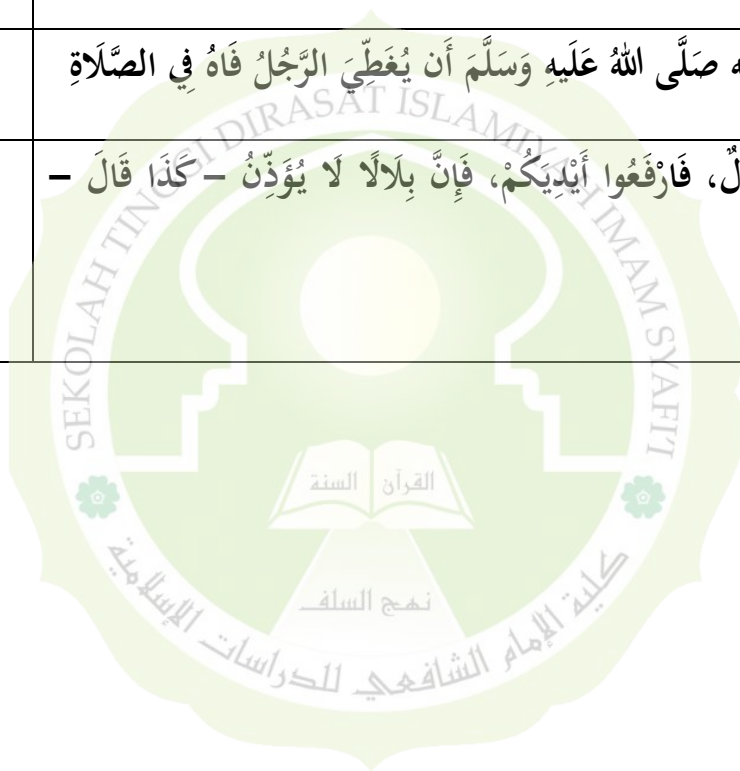 ه صَلَّى اللهُ عَلَيهِ وَسَلَّمَ أَن يُغَطِّيَ الرَّجُلُ فَاهُ فِي الصَّلَاةِ
لٌ، فَارْفَعُوا أَيْدِيَكُمْ، فَإِنَّ بِلَالًا لَا يُؤَذِّنُ – كَذَا قَالَ –
SEKOLAH TINGGI DIRASAT ISLAMIYAH IMAM SYAFI'I
القرآن السنة
نهج السلف
كلية الإمام الشافعي للدراسات الإسلامية